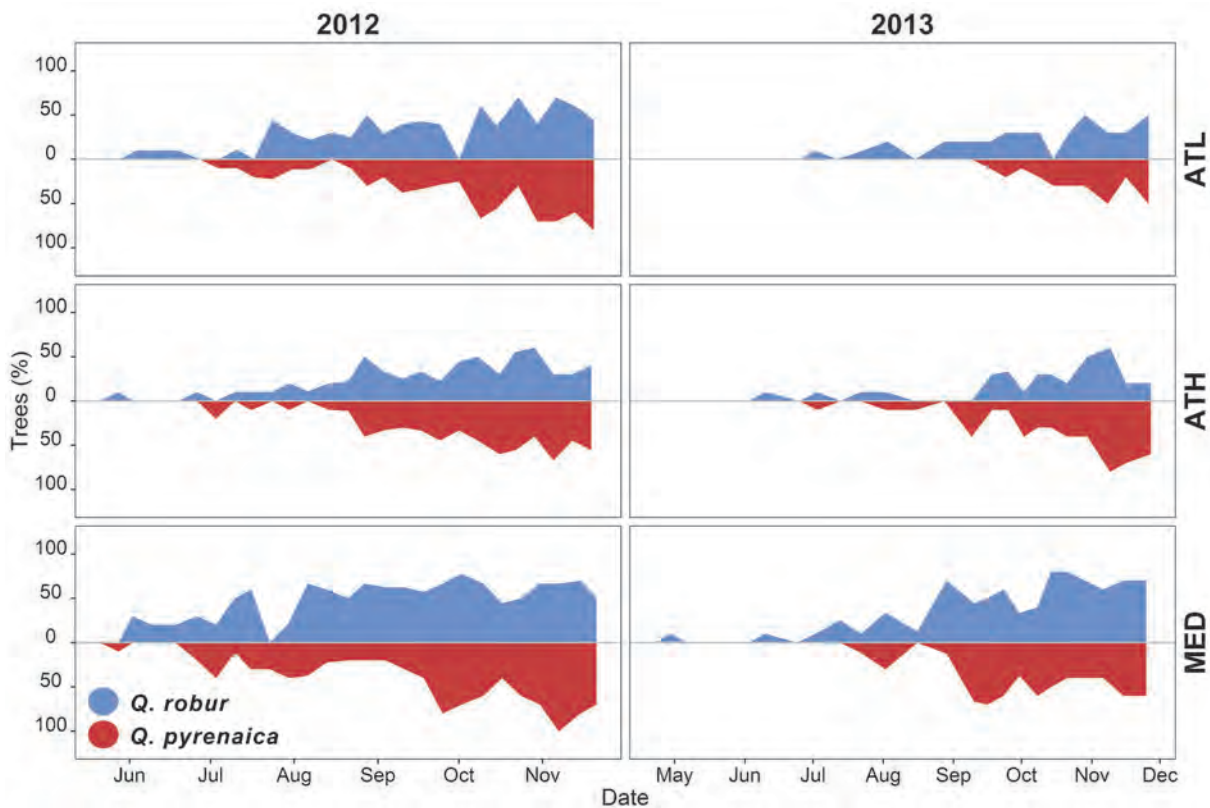 2012 2013
100
50
0
50
100
ATL
100
50
0
50
100
ATH
Trees (%)
100
50
0
50
100
MED
Q. robur
Q. pyrenaica
Jun Jul Aug Sep Oct Nov May Jun Jul Aug Sep Oct Nov Dec
Date